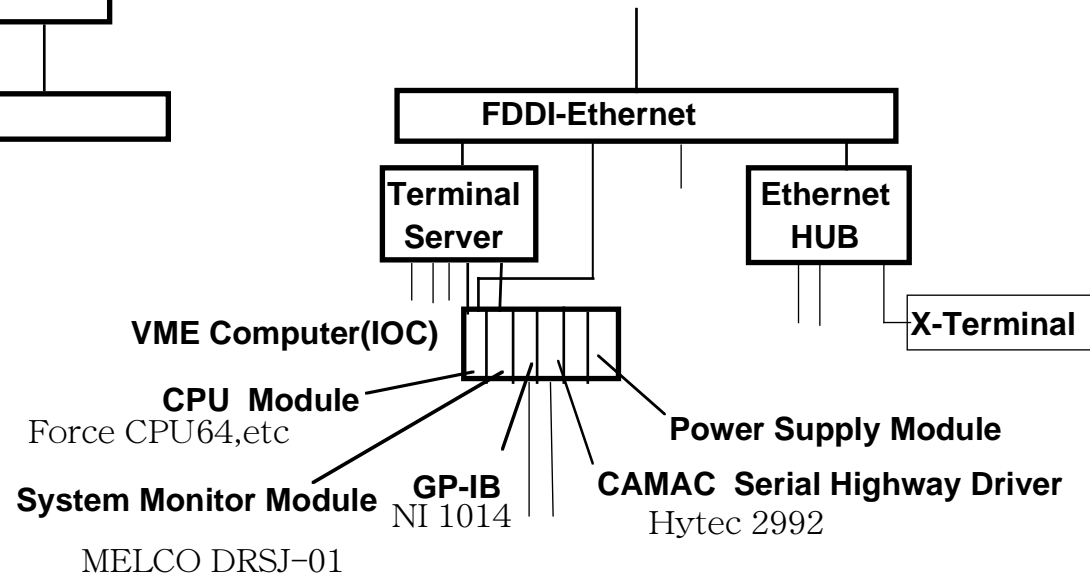 FDDI-Ethernet
Terminal
Server
Ethernet
HUB
VME Computer(IOC)
X-Terminal
CPU Module
Force CPU64,etc
Power Supply Module
System Monitor Module
GP-IB
NI 1014
CAMAC Serial Highway Driver
Hytec 2992
MELCO DRSJ-01